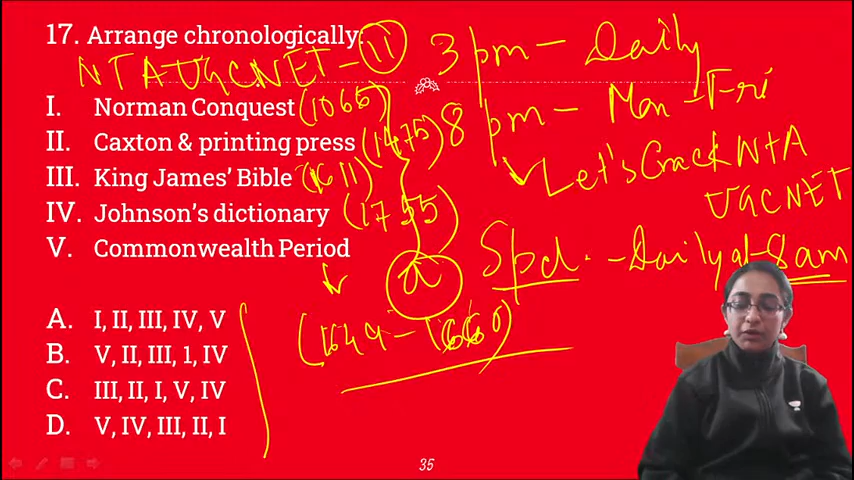 17. Arrange chronologically:
NTA UGC NET - 11
3 pm - Daily
I. Norman Conquest (1066)
8 pm - Mon - Fri
II. Caxton & printing press (1475)
Let's Crack NTA
UGC NET
III. King James' Bible (1611)
IV. Johnson's dictionary (1755)
V. Commonwealth Period
a
Spd. - Daily at - 8 am
(1649 - 1660)
A. I, II, III, IV, V
B. V, II, III, 1, IV
C. III, II, I, V, IV
D. V, IV, III, II, I
35